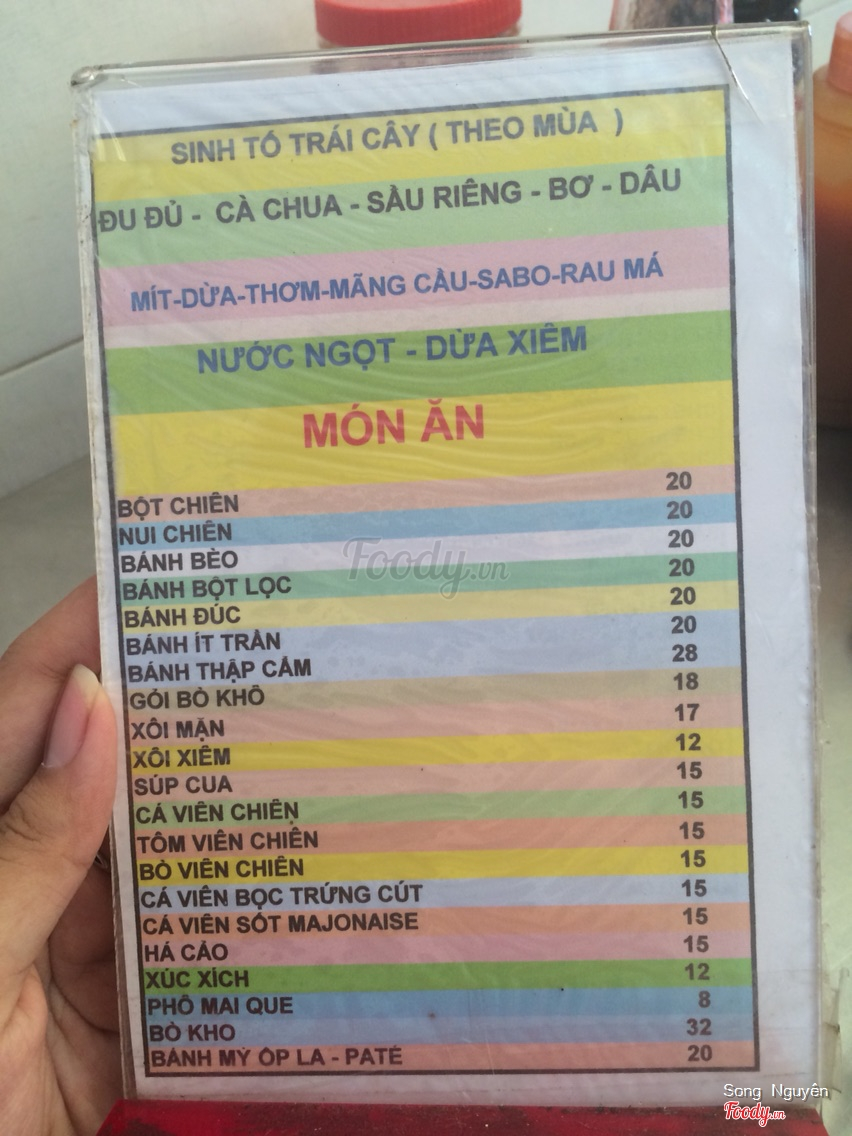 SINH TỐ TRÁI CÂY ( THEO MÙA )
ĐU ĐỦ - CÀ CHUA - SẦU RIÊNG - BƠ - DÂU
MÍT-DỪA-THƠM-MÃNG CẦU-SABO-RAU MÁ
NƯỚC NGỌT - DỪA XIÊM
MÓN ĂN
BỘT CHIÊN 20
NUI CHIÊN 20
BÁNH BÈO 20
BÁNH BỘT LỌC 20
BÁNH ĐÚC 20
BÁNH ÍT TRẦN 20
BÁNH THẬP CẨM 28
GỎI BÒ KHÔ 18
XÔI MẶN 17
XÔI XIÊM 12
SÚP CUA 15
CÁ VIÊN CHIÊN 15
TÔM VIÊN CHIÊN 15
BÒ VIÊN CHIÊN 15
CÁ VIÊN BỌC TRỨNG CÚT 15
CÁ VIÊN SỐT MAJONAISE 15
HÁ CẢO 15
XÚC XÍCH 12
PHÔ MAI QUE 8
BÒ KHO 32
BÁNH MỲ ỐP LA - PATÉ 20
Foody.vn
Song Nguyên
Foody.vn